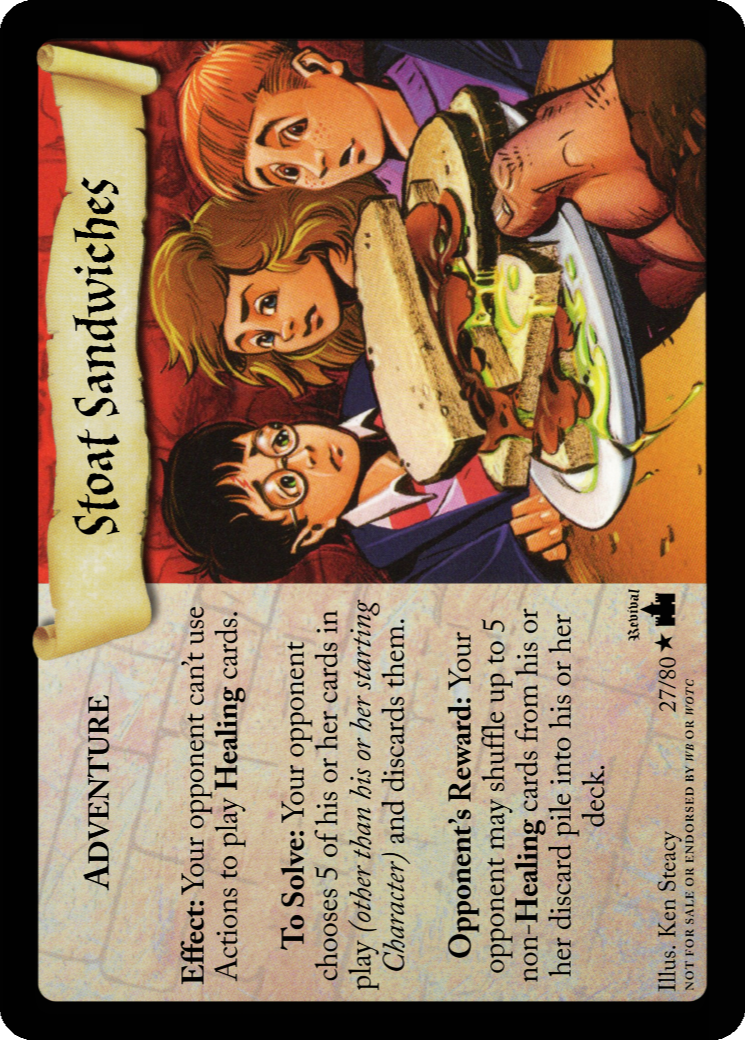 Stoat Sandwiches
ADVENTURE
Effect: Your opponent can't use
Actions to play Healing cards.
To Solve: Your opponent
chooses 5 of his or her cards in
play (other than his or her starting
Character) and discards them.
Opponent's Reward: Your
opponent may shuffle up to 5
non-Healing cards from his or
her discard pile into his or her
deck.
Revival
Illus. Ken Steacy 27/80 ★
NOT FOR SALE OR ENDORSED BY WB OR WOTC